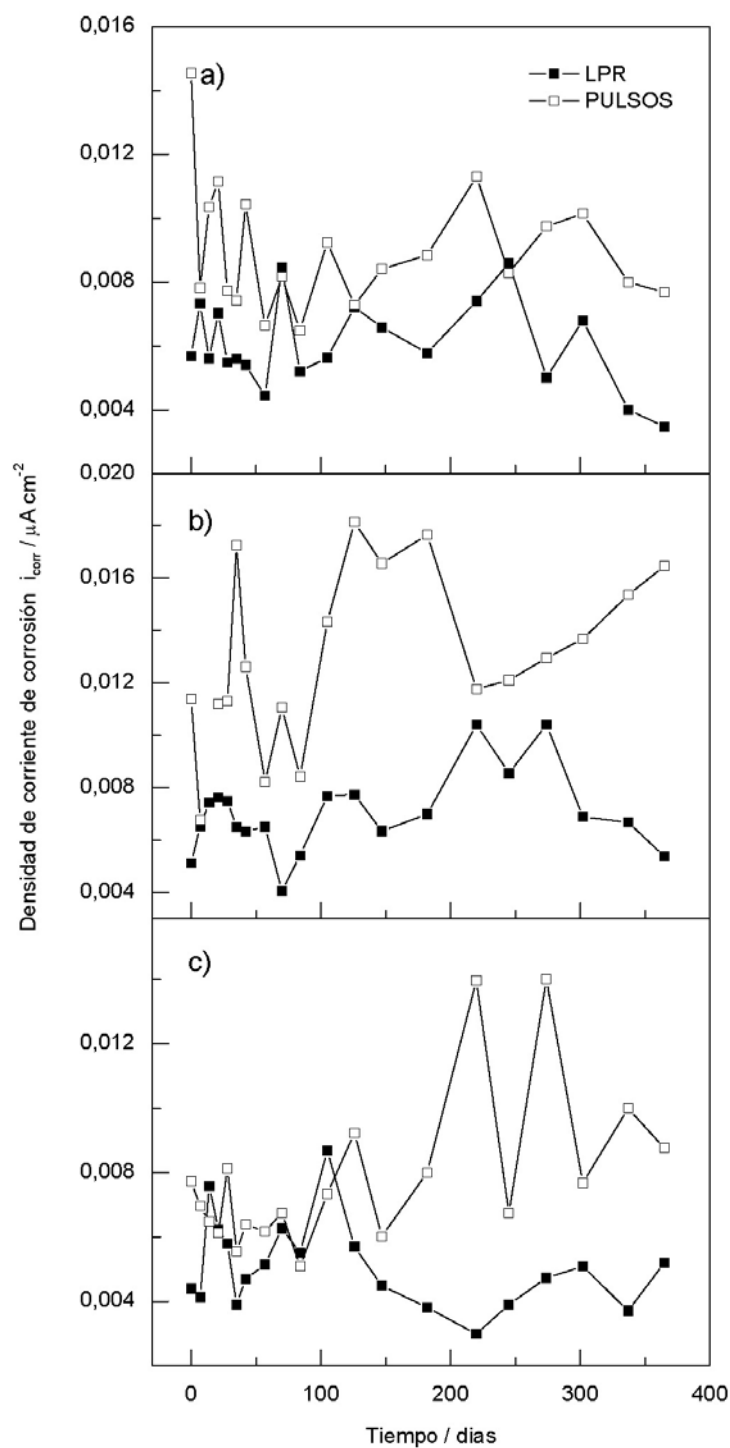 0,016
a)
LPR
PULSOS
0,012
0,008
0,004
0,020
b)
0,016
0,012
0,008
0,004
c)
0,012
0,008
0,004
Densidad de corriente de corrosión i_corr / μA cm⁻²
0 100 200 300 400
Tiempo / dias